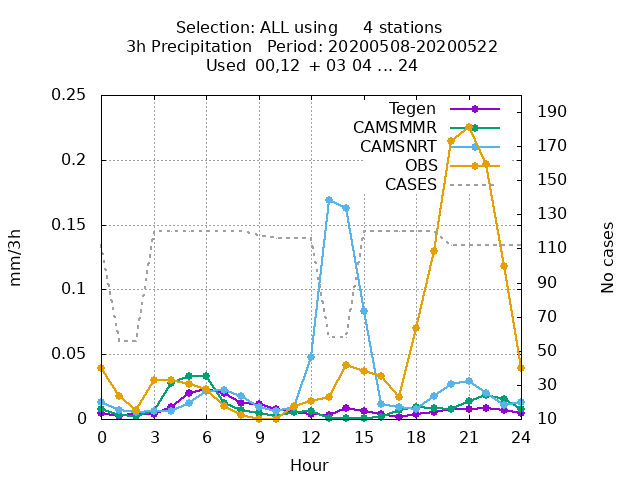 Selection: ALL using 4 stations
3h Precipitation Period: 20200508-20200522
Used 00,12 + 03 04 ... 24
0.25
0.2
0.15
0.1
0.05
0
mm/3h
Tegen
CAMSMMR
CAMSNRT
OBS
CASES
190
170
150
130
110
90
70
50
30
10
No cases
0 3 6 9 12 15 18 21 24
Hour